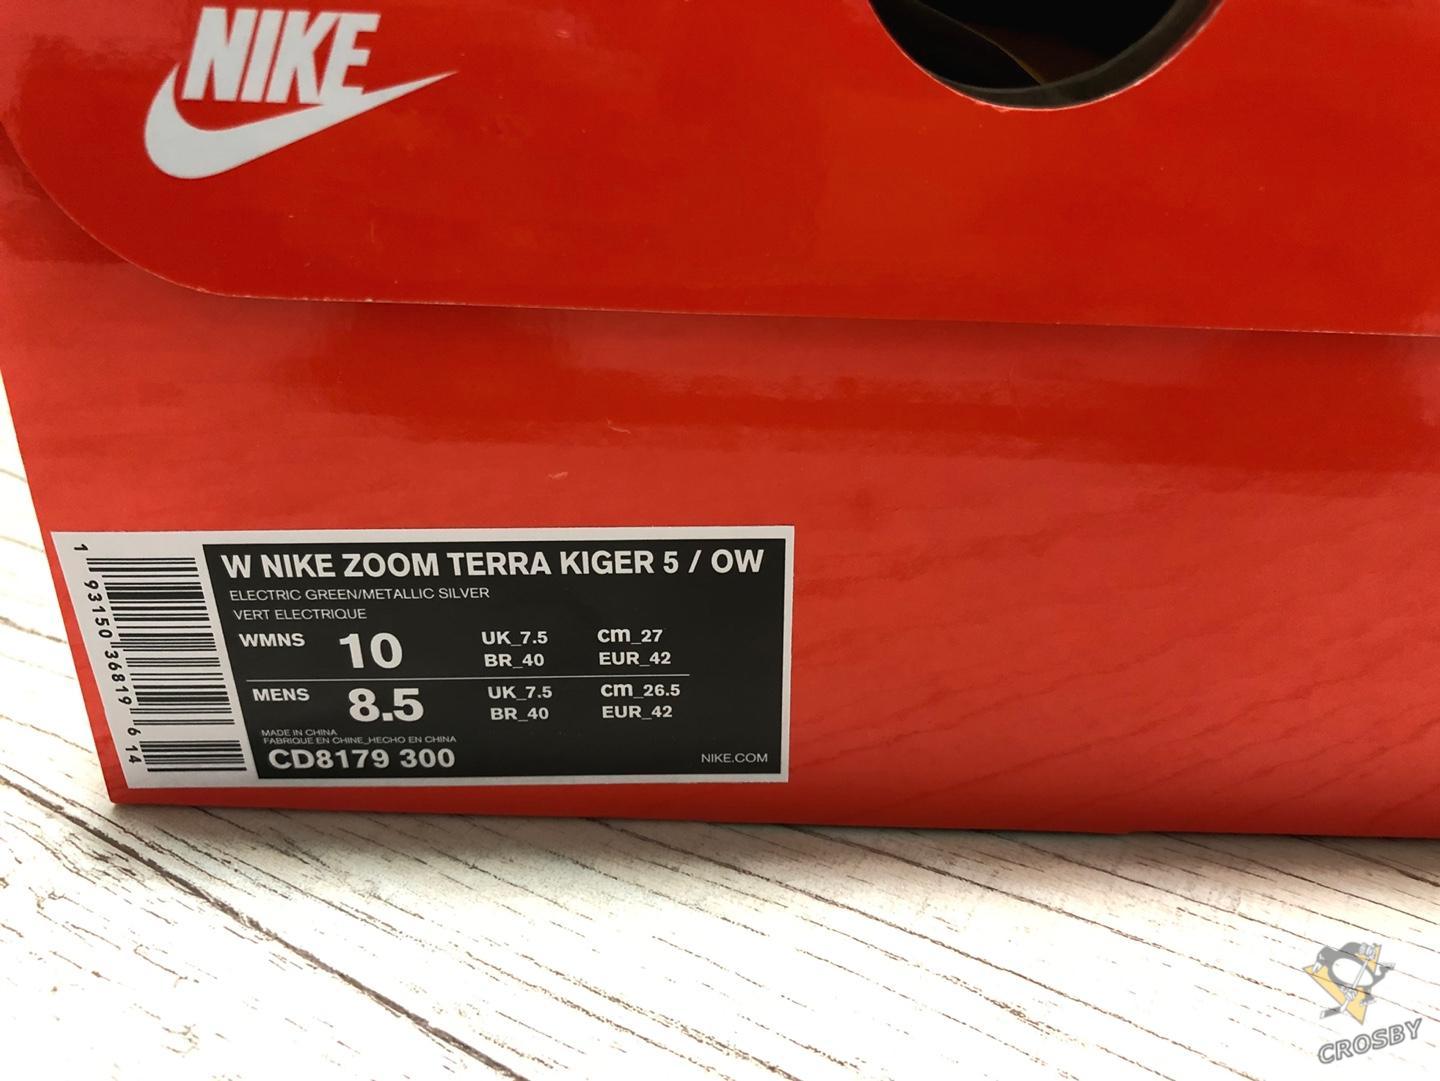 NIKE
W NIKE ZOOM TERRA KIGER 5 / OW
ELECTRIC GREEN/METALLIC SILVER
VERT ELECTRIQUE
WMNS 10 UK_7.5 cm_27
BR_40 EUR_42
MENS 8.5 UK_7.5 cm_26.5
BR_40 EUR_42
MADE IN CHINA
FABRIQUE EN CHINE_HECHO EN CHINA
CD8179 300 NIKE.COM
1 93150 36819 6 14
CROSBY